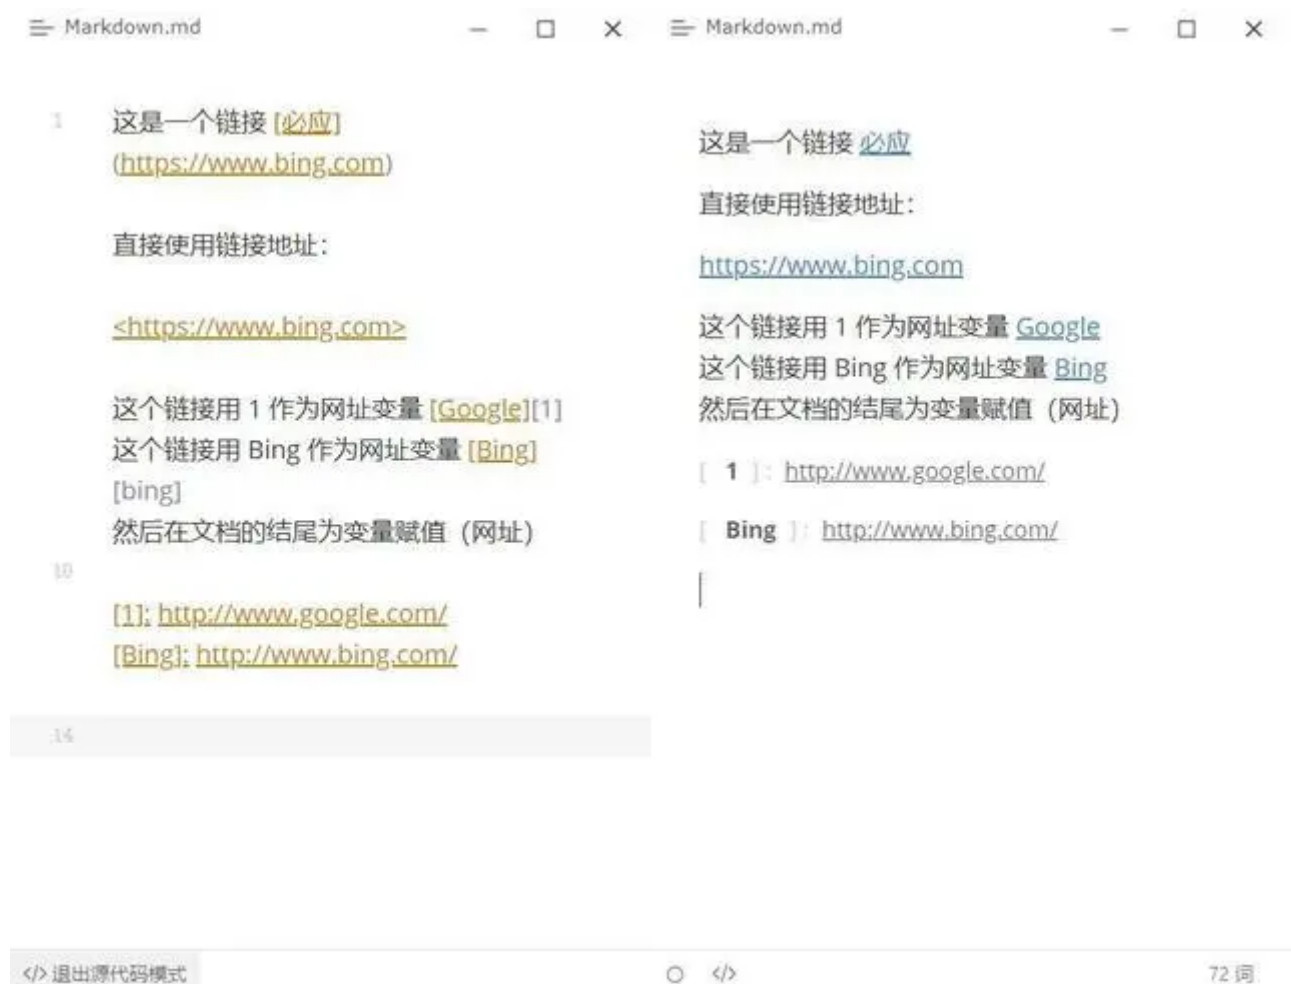 Markdown.md
1
这是一个链接 [必应]
(https://www.bing.com)
直接使用链接地址：
<https://www.bing.com>
这个链接用 1 作为网址变量 [Google][1]
这个链接用 Bing 作为网址变量 [Bing]
[bing]
然后在文档的结尾为变量赋值（网址）
10
[1]: http://www.google.com/
[Bing]: http://www.bing.com/
14
</> 退出源代码模式
Markdown.md
这是一个链接 必应
直接使用链接地址：
https://www.bing.com
这个链接用 1 作为网址变量 Google
这个链接用 Bing 作为网址变量 Bing
然后在文档的结尾为变量赋值（网址）
[ 1 ]: http://www.google.com/
[ Bing ]: http://www.bing.com/
</>
72 词